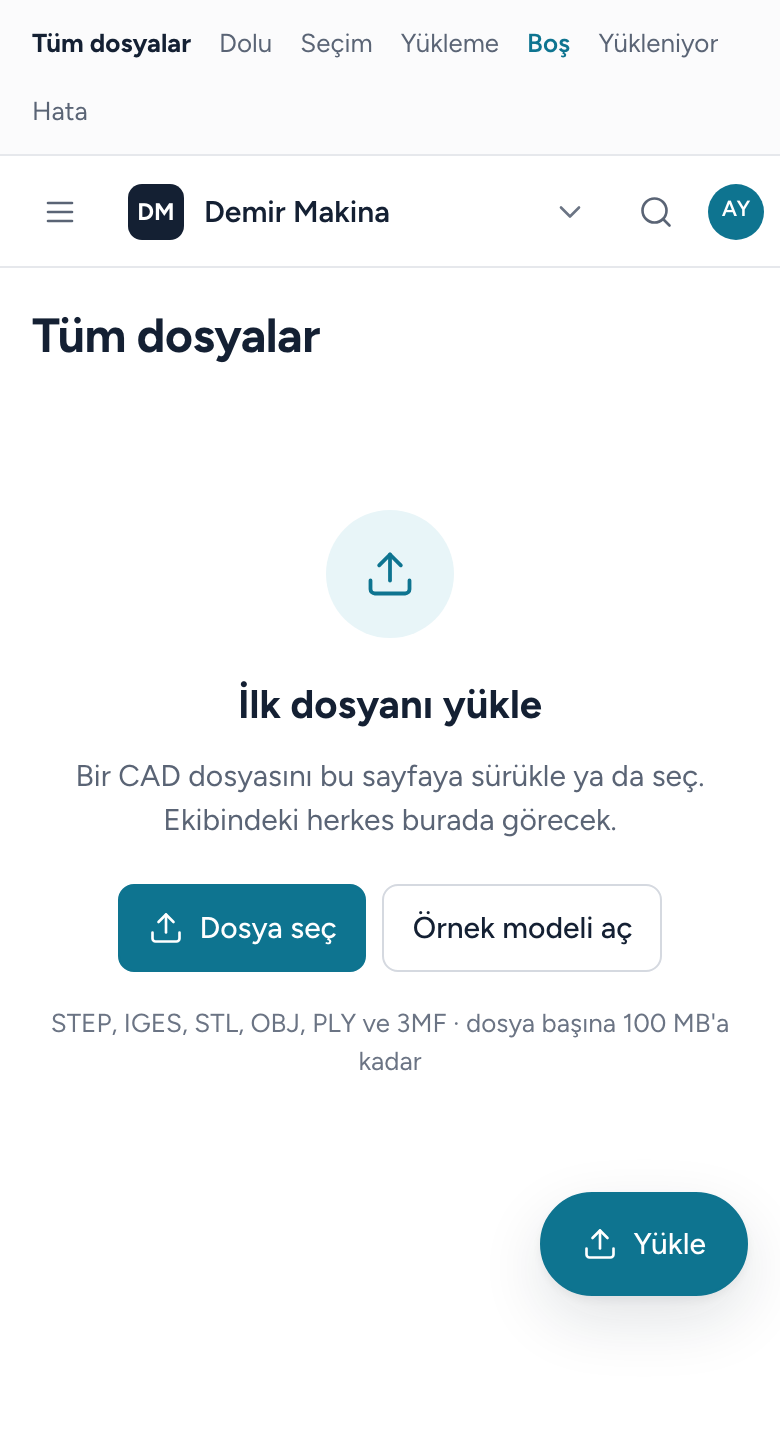 Tüm dosyalar Dolu Seçim Yükleme Boş Yükleniyor
Hata
DM Demir Makina AY
Tüm dosyalar
İlk dosyanı yükle
Bir CAD dosyasını bu sayfaya sürükle ya da seç.
Ekibindeki herkes burada görecek.
Dosya seç Örnek modeli aç
STEP, IGES, STL, OBJ, PLY ve 3MF · dosya başına 100 MB'a
kadar
Yükle